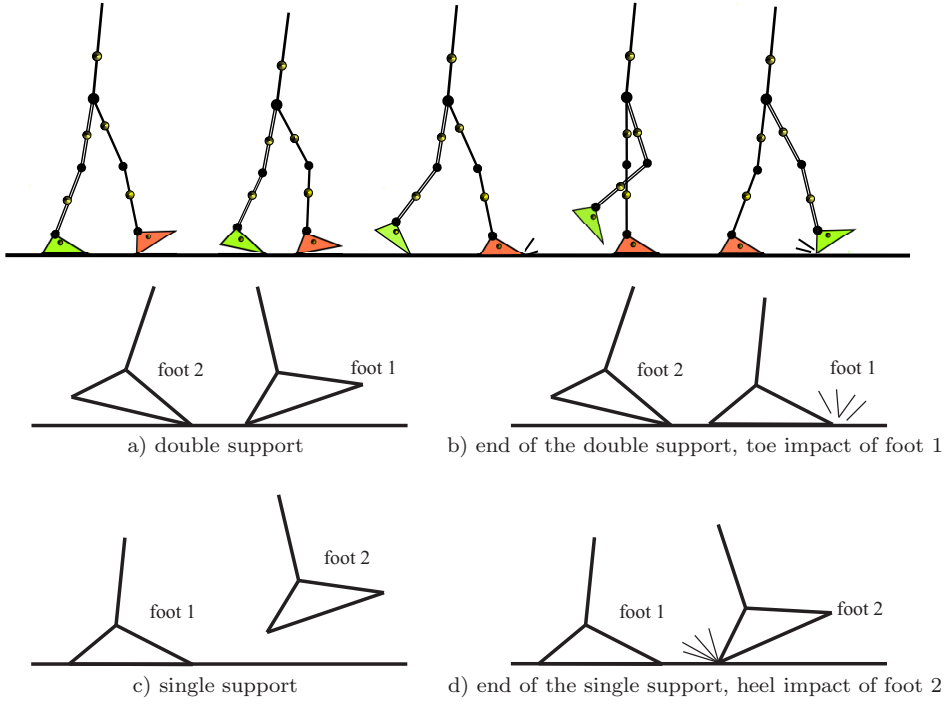 foot 2
foot 1
foot 2
foot 1
a) double support
b) end of the double support, toe impact of foot 1
foot 1
foot 2
foot 1
foot 2
c) single support
d) end of the single support, heel impact of foot 2